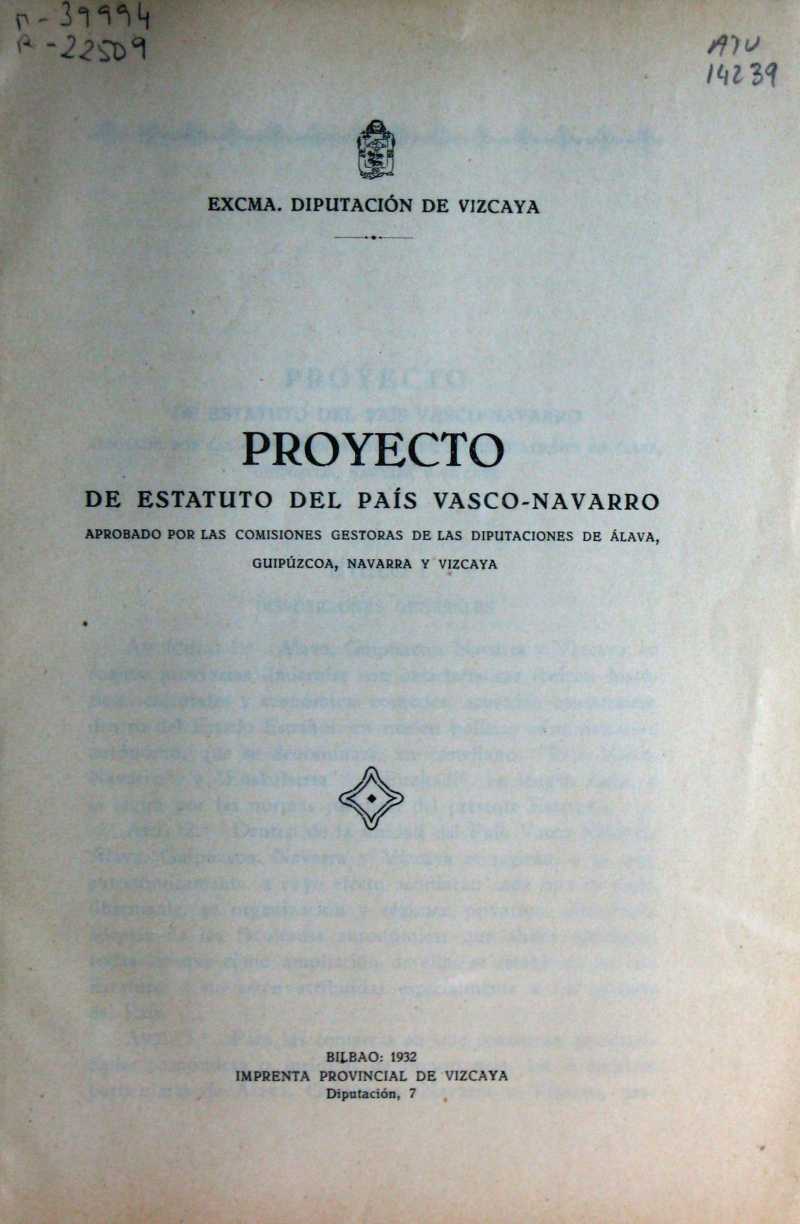 39994
22509
14239
EXCMA. DIPUTACIÓN DE VIZCAYA
PROYECTO
DE ESTATUTO DEL PAÍS VASCO-NAVARRO
APROBADO POR LAS COMISIONES GESTORAS DE LAS DIPUTACIONES DE ÁLAVA,
GUIPÚZCOA, NAVARRA Y VIZCAYA
BILBAO: 1932
IMPRENTA PROVINCIAL DE VIZCAYA
Diputación, 7